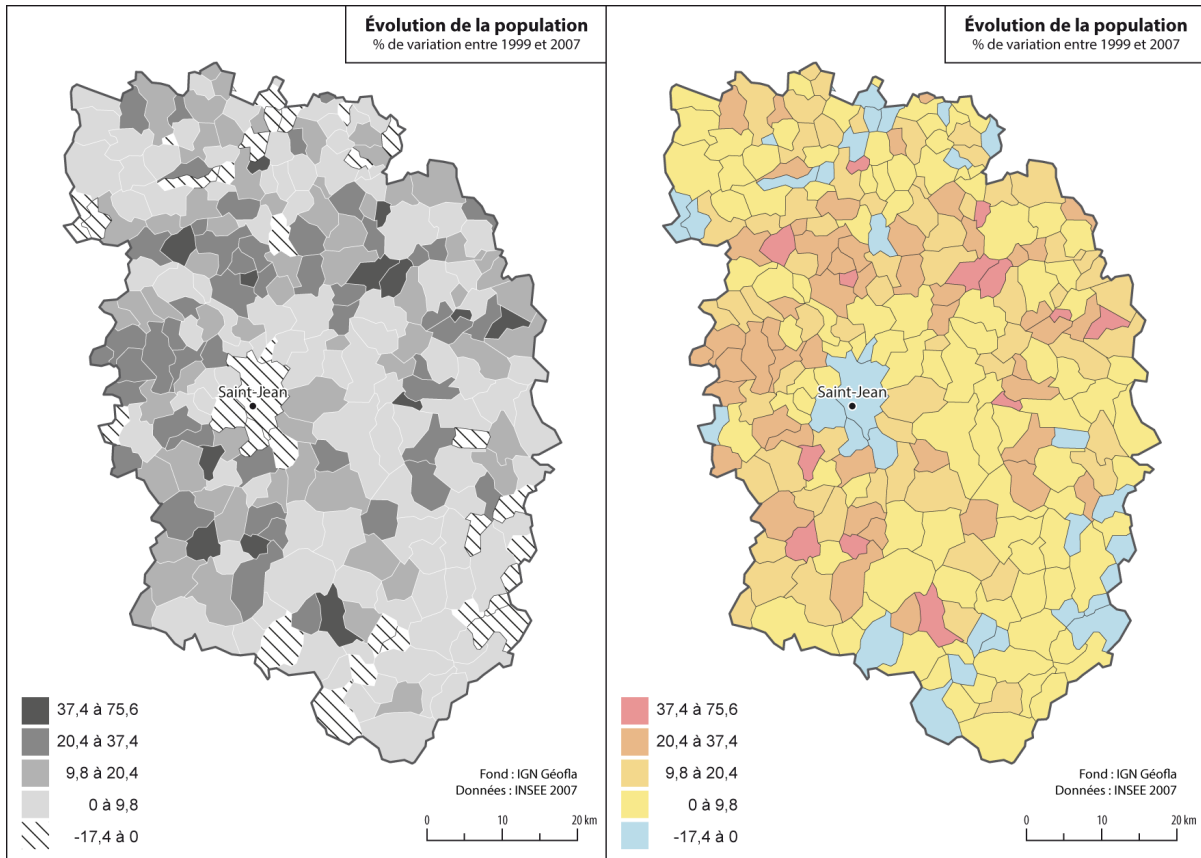 Évolution de la population
% de variation entre 1999 et 2007
Saint-Jean
37,4 à 75,6
20,4 à 37,4
9,8 à 20,4
0 à 9,8
-17,4 à 0
Fond : IGN Géofla
Données : INSEE 2007
0 10 20 km
Évolution de la population
% de variation entre 1999 et 2007
Saint-Jean
37,4 à 75,6
20,4 à 37,4
9,8 à 20,4
0 à 9,8
-17,4 à 0
Fond : IGN Géofla
Données : INSEE 2007
0 10 20 km